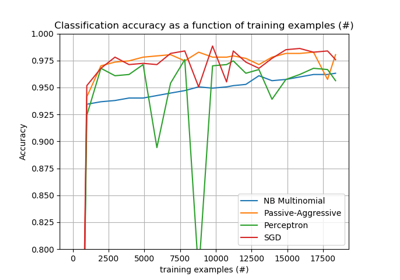 Classification accuracy as a function of training examples (#)
1.000
0.975
0.950
0.925
0.900
0.875
0.850
0.825
0.800
Accuracy
NB Multinomial
Passive-Aggressive
Perceptron
SGD
0 2500 5000 7500 10000 12500 15000 17500
training examples (#)